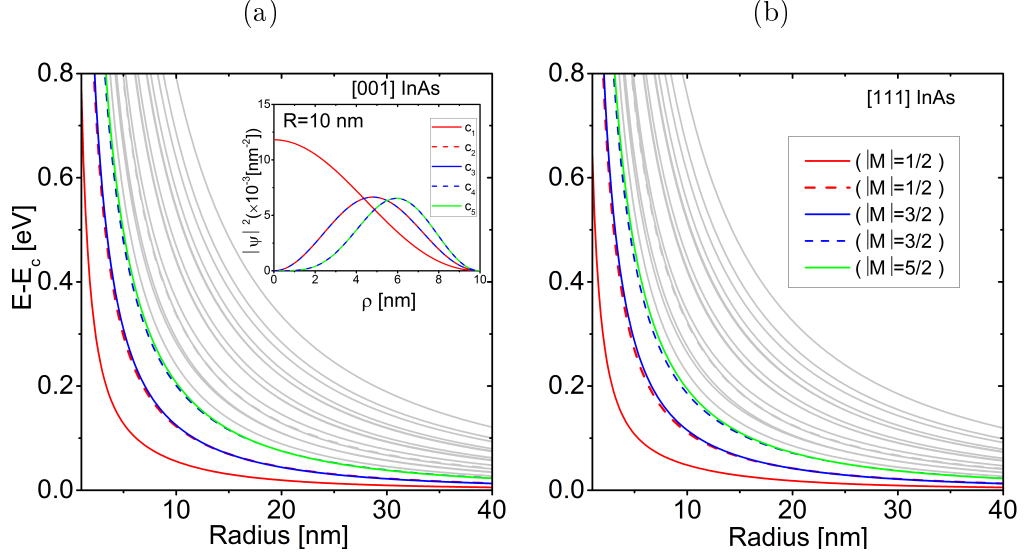 (a)
(b)
E-E_c [eV]
0.8
0.6
0.4
0.2
0.0
10
20
30
40
Radius [nm]
[001] InAs
R=10 nm
|ψ|²(×10⁻³[nm⁻²])
15
10
5
0
0
2
4
6
8
10
ρ [nm]
c₁
c₂
c₃
c₄
c₅
0.8
0.6
0.4
0.2
0.0
10
20
30
40
Radius [nm]
[111] InAs
( |M|=1/2 )
( |M|=1/2 )
( |M|=3/2 )
( |M|=3/2 )
( |M|=5/2 )